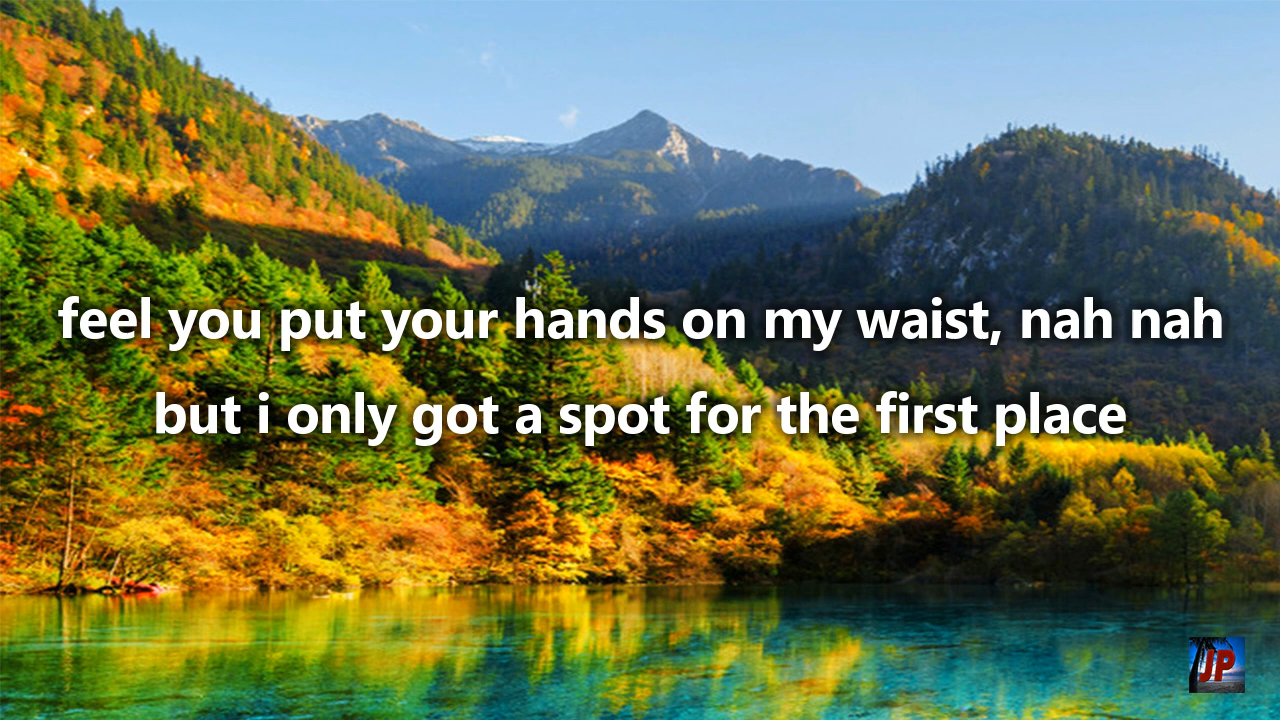 feel you put your hands on my waist, nah nah
but i only got a spot for the first place
JP